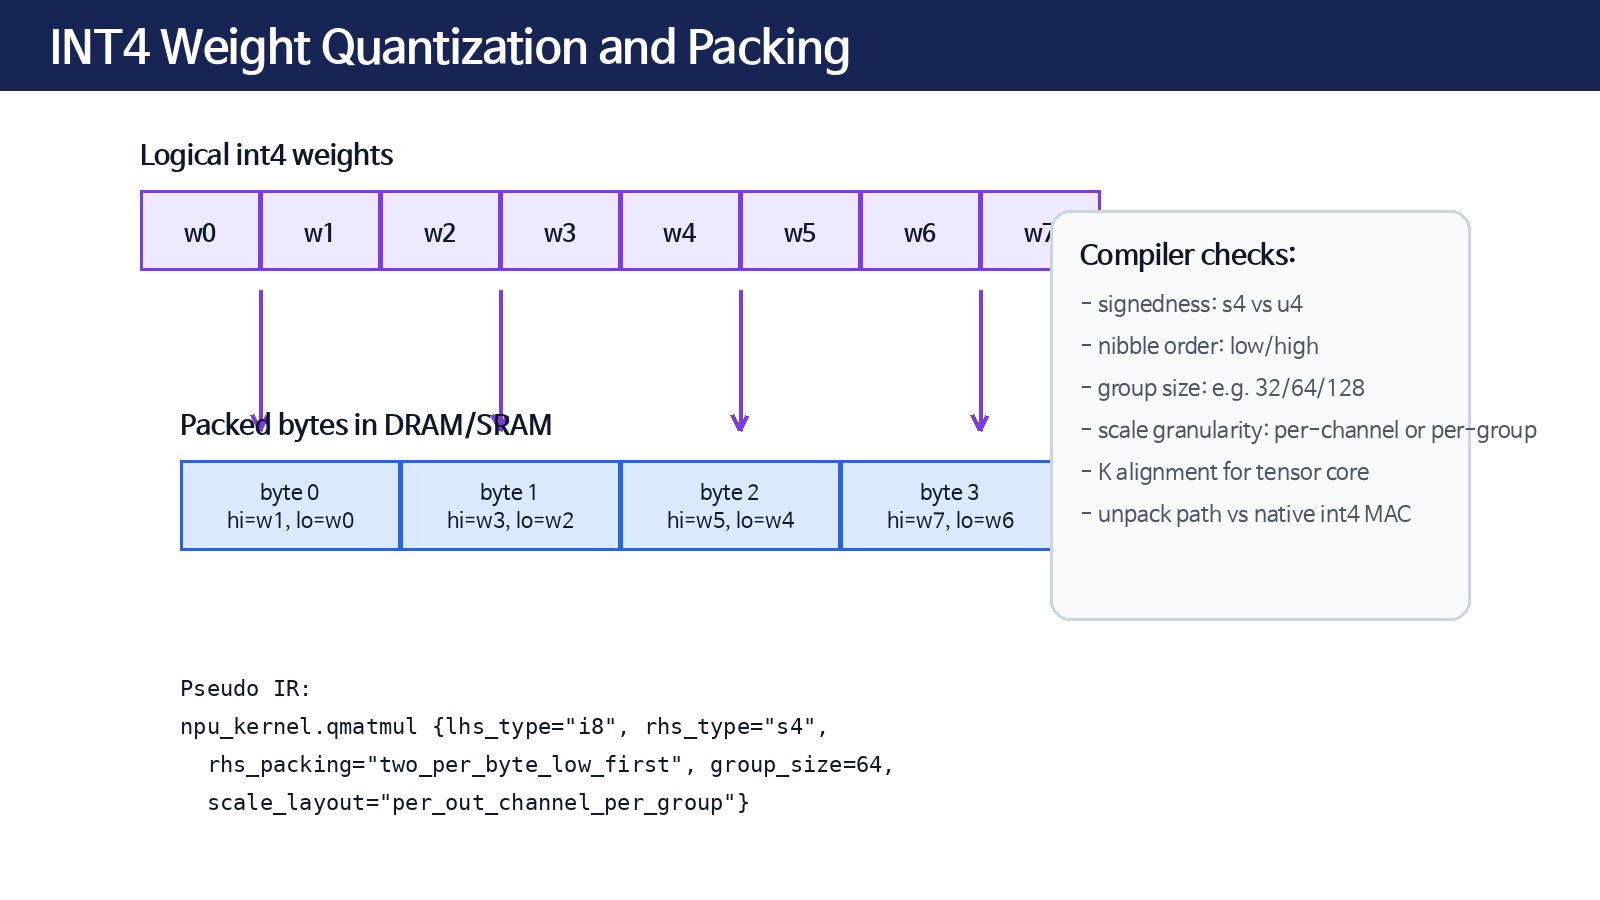 INT4 Weight Quantization and Packing
Logical int4 weights
w0 w1 w2 w3 w4 w5 w6 w7
Packed bytes in DRAM/SRAM
byte 0 byte 1 byte 2 byte 3
hi=w1, lo=w0 hi=w3, lo=w2 hi=w5, lo=w4 hi=w7, lo=w6
Compiler checks:
- signedness: s4 vs u4
- nibble order: low/high
- group size: e.g. 32/64/128
- scale granularity: per-channel or per-group
- K alignment for tensor core
- unpack path vs native int4 MAC
Pseudo IR:
npu_kernel.qmatmul {lhs_type="i8", rhs_type="s4",
rhs_packing="two_per_byte_low_first", group_size=64,
scale_layout="per_out_channel_per_group"}